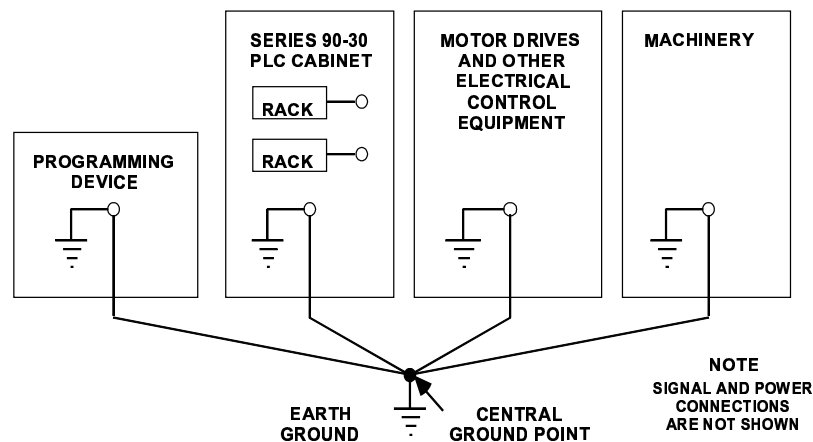 PROGRAMMING
DEVICE
SERIES 90-30
PLC CABINET
RACK
RACK
MOTOR DRIVES
AND OTHER
ELECTRICAL
CONTROL
EQUIPMENT
MACHINERY
EARTH
GROUND
CENTRAL
GROUND POINT
NOTE
SIGNAL AND POWER
CONNECTIONS
ARE NOT SHOWN